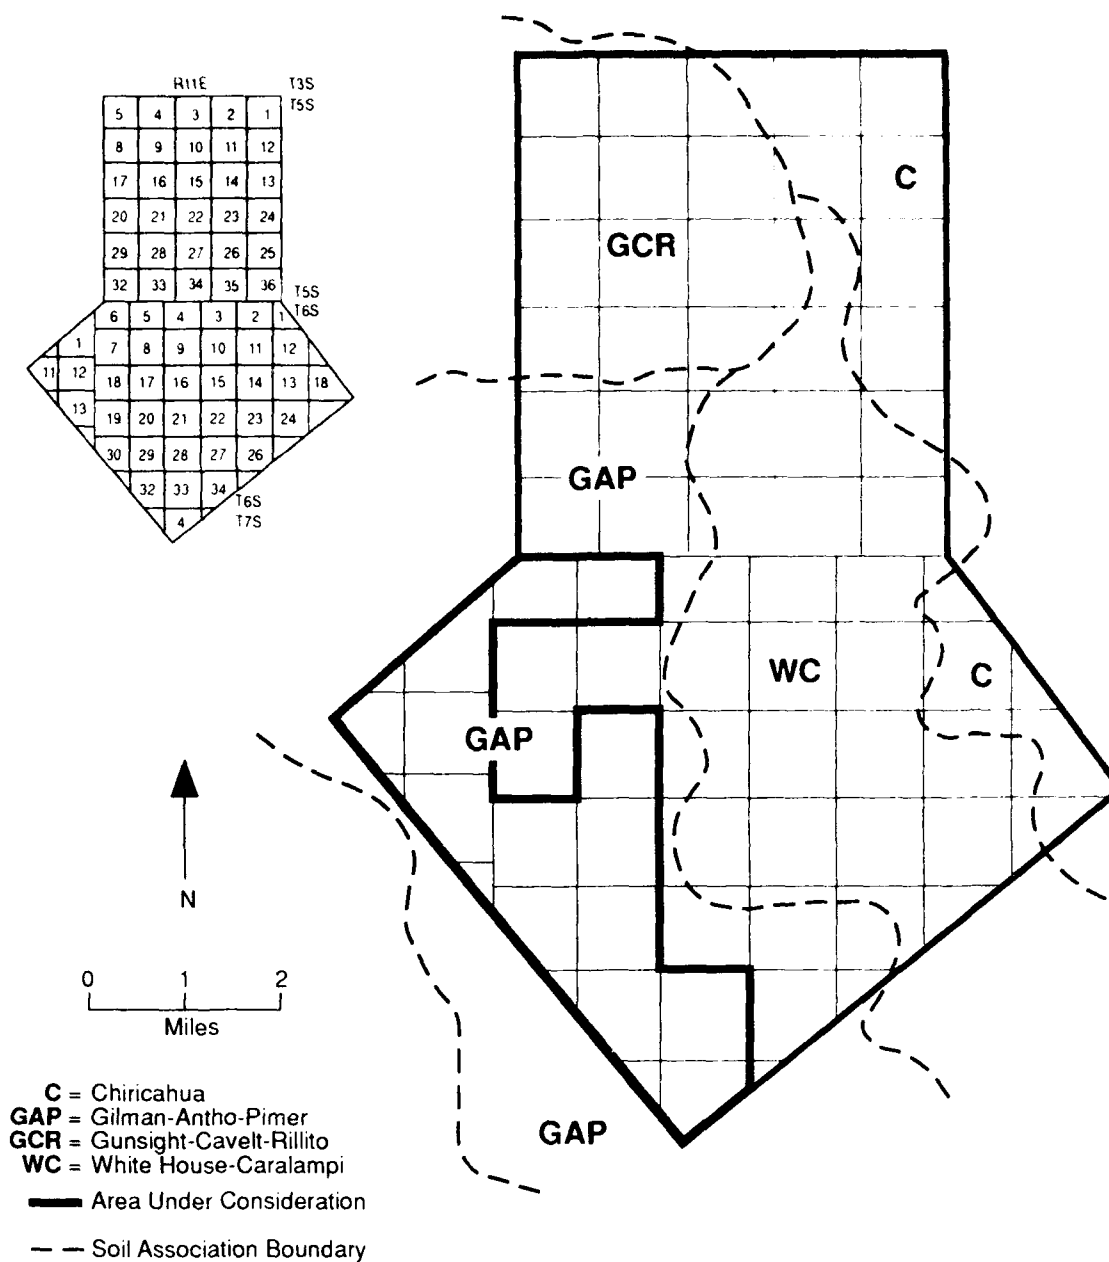 R11E T3S
T5S
5 4 3 2 1
8 9 10 11 12
17 16 15 14 13
20 21 22 23 24
29 28 27 26 25
32 33 34 35 36
T5S
T6S
6 5 4 3 2 1
1 7 8 9 10 11 12
11 12 18 17 16 15 14 13 18
13 19 20 21 22 23 24
30 29 28 27 26
32 33 34
T6S
4 T7S
C
GCR
GAP
WC
C
GAP
N
0 1 2
Miles
GAP
C = Chiricahua
GAP = Gilman-Antho-Pimer
GCR = Gunsight-Cavelt-Rillito
WC = White House-Caralampi
Area Under Consideration
Soil Association Boundary